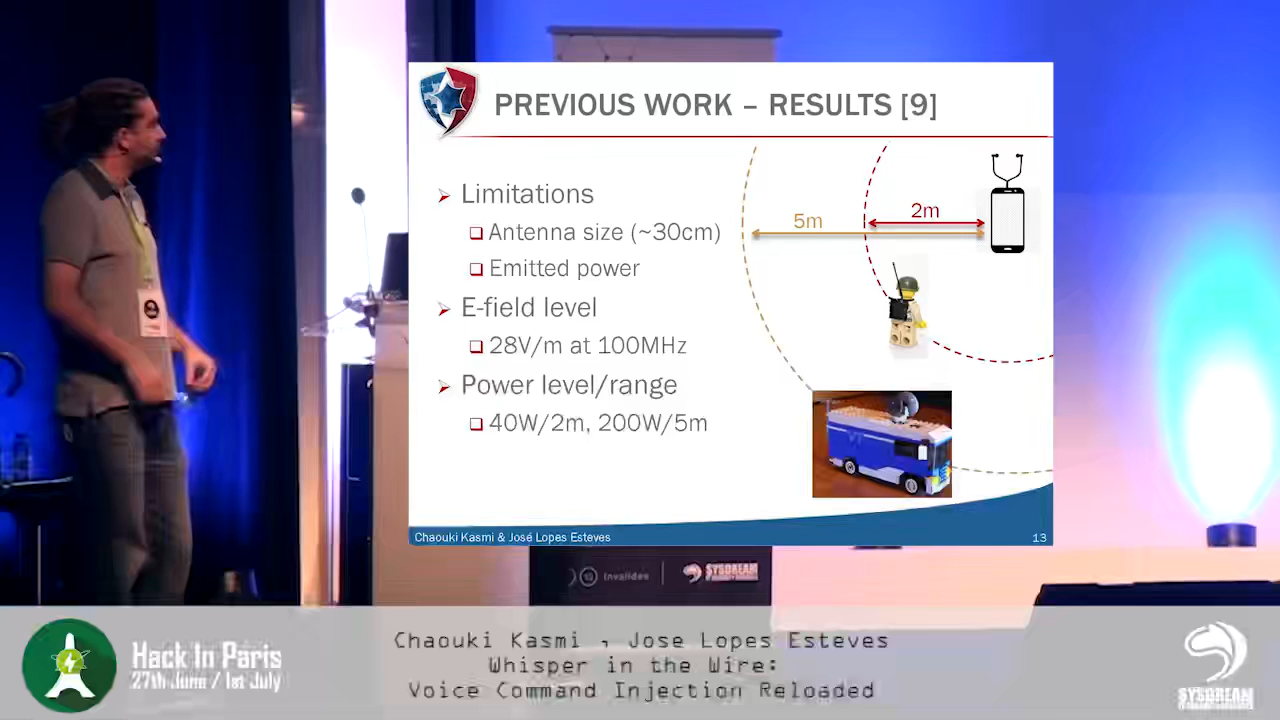 PREVIOUS WORK – RESULTS [9]
Limitations
Antenna size (~30cm)
Emitted power
E-field level
28V/m at 100MHz
Power level/range
40W/2m, 200W/5m
5m
2m
Chaouki Kasmi & José Lopes Esteves
13
Invalides
SYSDREAM
Hack In Paris
27th June / 1st July
Chaouki Kasmi , Jose Lopes Esteves
Whisper in the Wire:
Voice Command Injection Reloaded
SYSDREAM